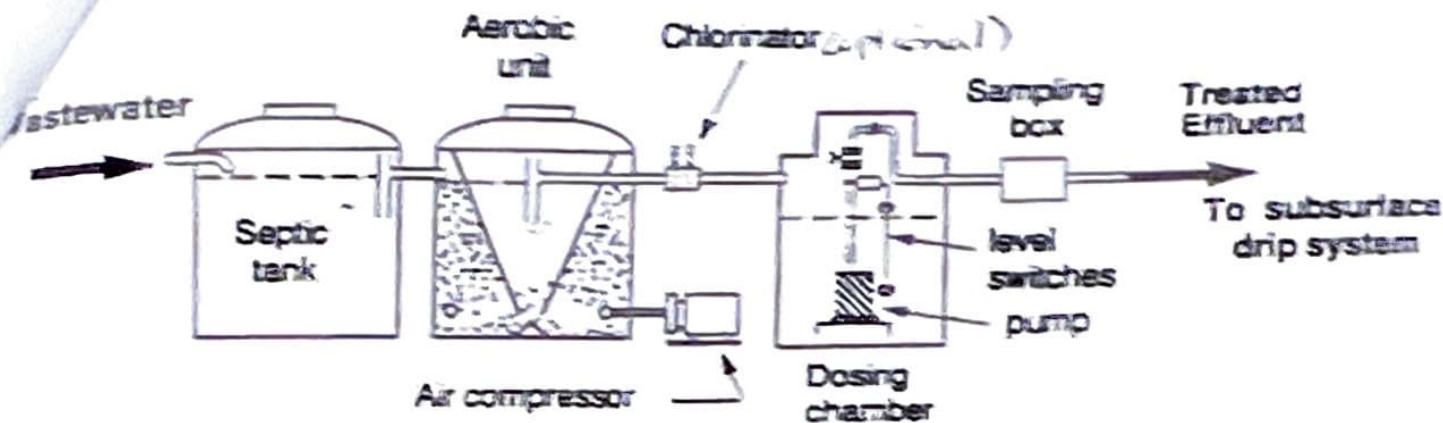 Wastewater
Aerobic
unit
Chlorinator (optional)
Sampling
box
Treated
Effluent
Septic
tank
To subsurface
drip system
level
switches
pump
Air compressor
Dosing
chamber